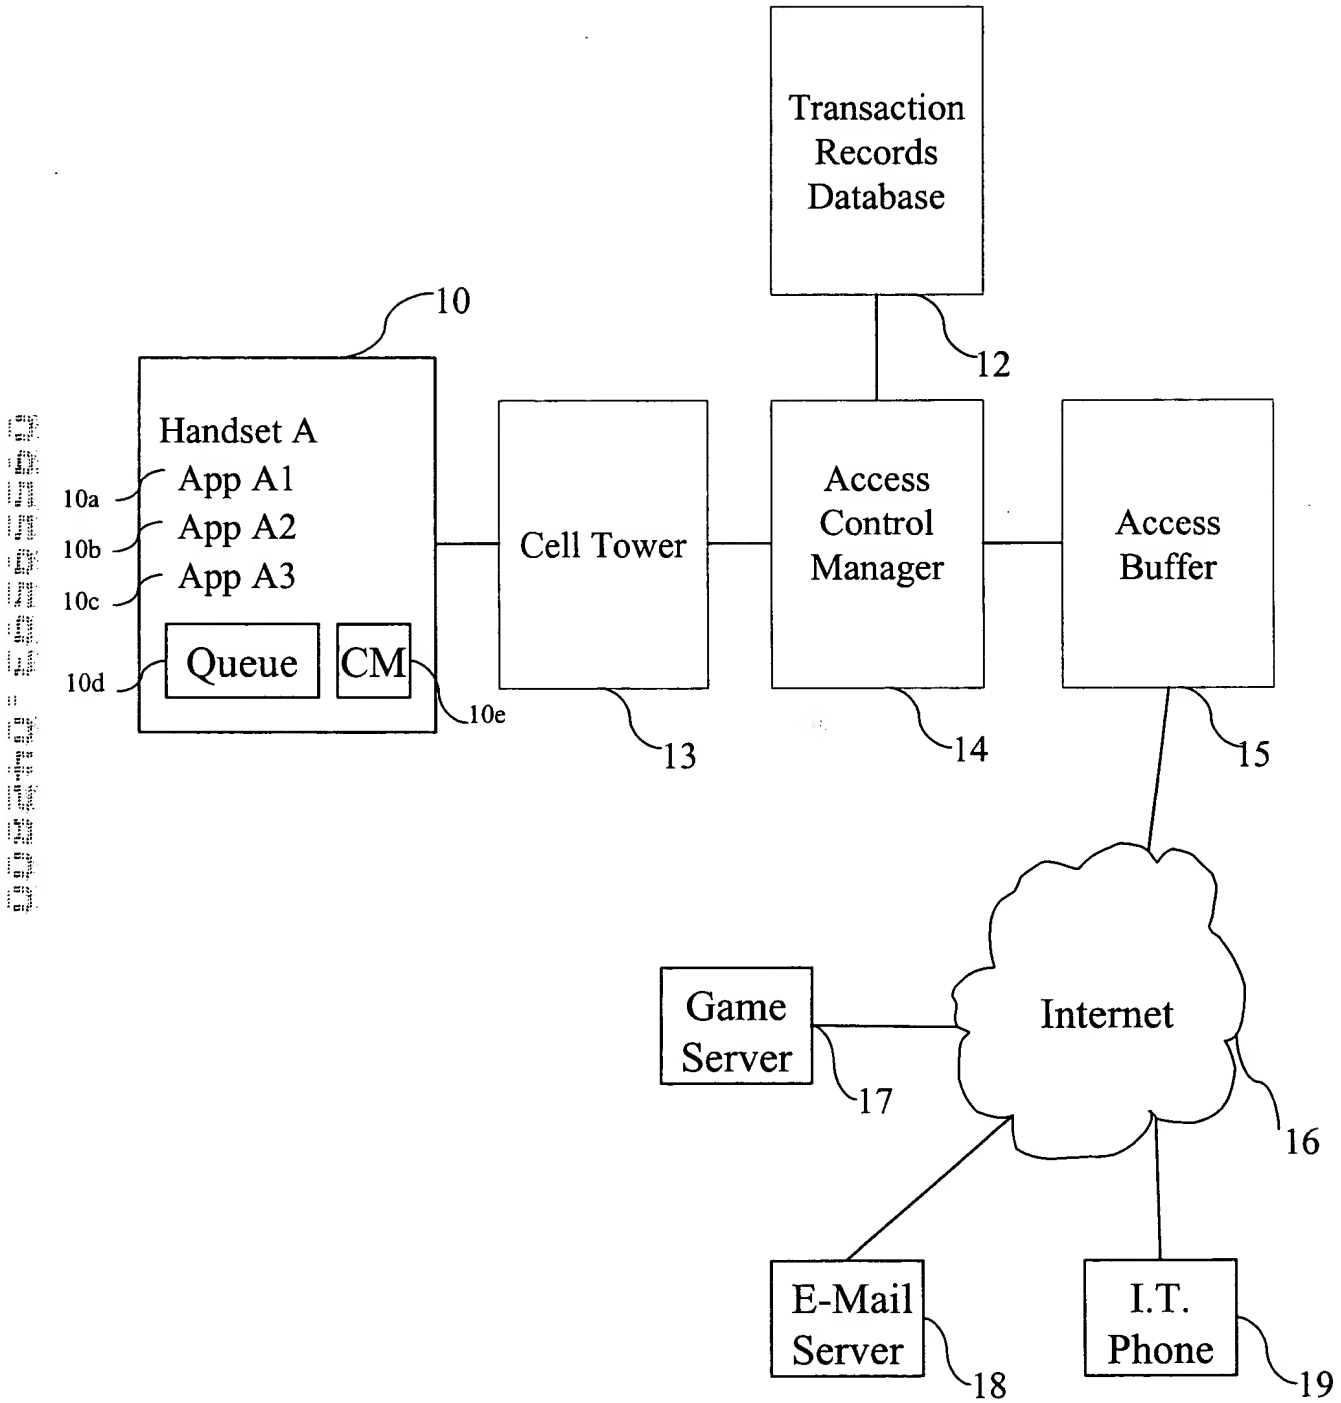 Transaction
Records
Database
12
10
Handset A
10a
App A1
10b
App A2
10c
App A3
10d
Queue
CM
10e
Cell Tower
13
Access
Control
Manager
14
Access
Buffer
15
Internet
16
Game
Server
17
E-Mail
Server
18
I.T.
Phone
19